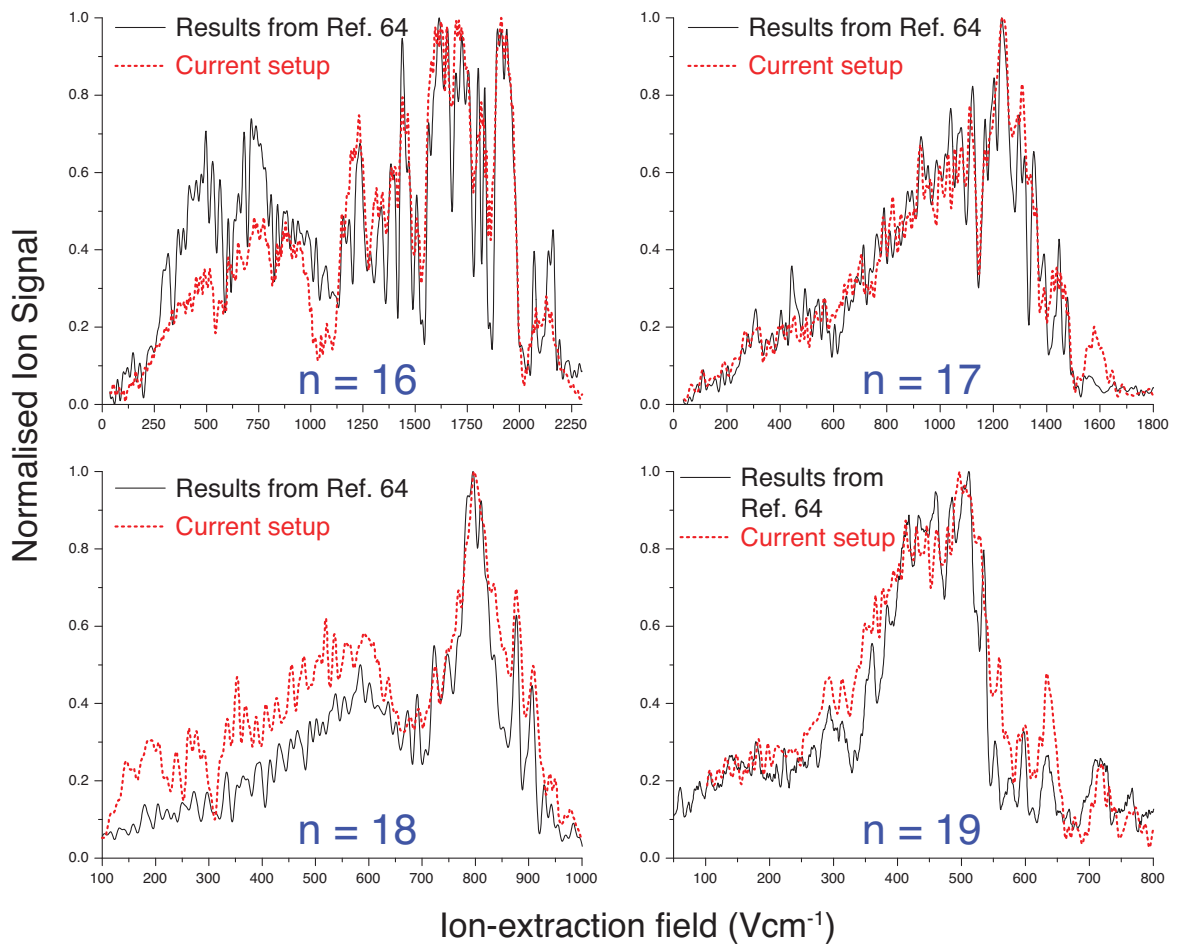 Normalised Ion Signal
1.0
0.8
0.6
0.4
0.2
0.0
Results from Ref. 64
Current setup
n = 16
0 250 500 750 1000 1250 1500 1750 2000 2250
1.0
0.8
0.6
0.4
0.2
0.0
Results from Ref. 64
Current setup
n = 17
0 200 400 600 800 1000 1200 1400 1600 1800
1.0
0.8
0.6
0.4
0.2
0.0
Results from Ref. 64
Current setup
n = 18
100 200 300 400 500 600 700 800 900 1000
1.0
0.8
0.6
0.4
0.2
0.0
Results from
Ref. 64
Current setup
n = 19
100 200 300 400 500 600 700 800
Ion-extraction field (Vcm⁻¹)